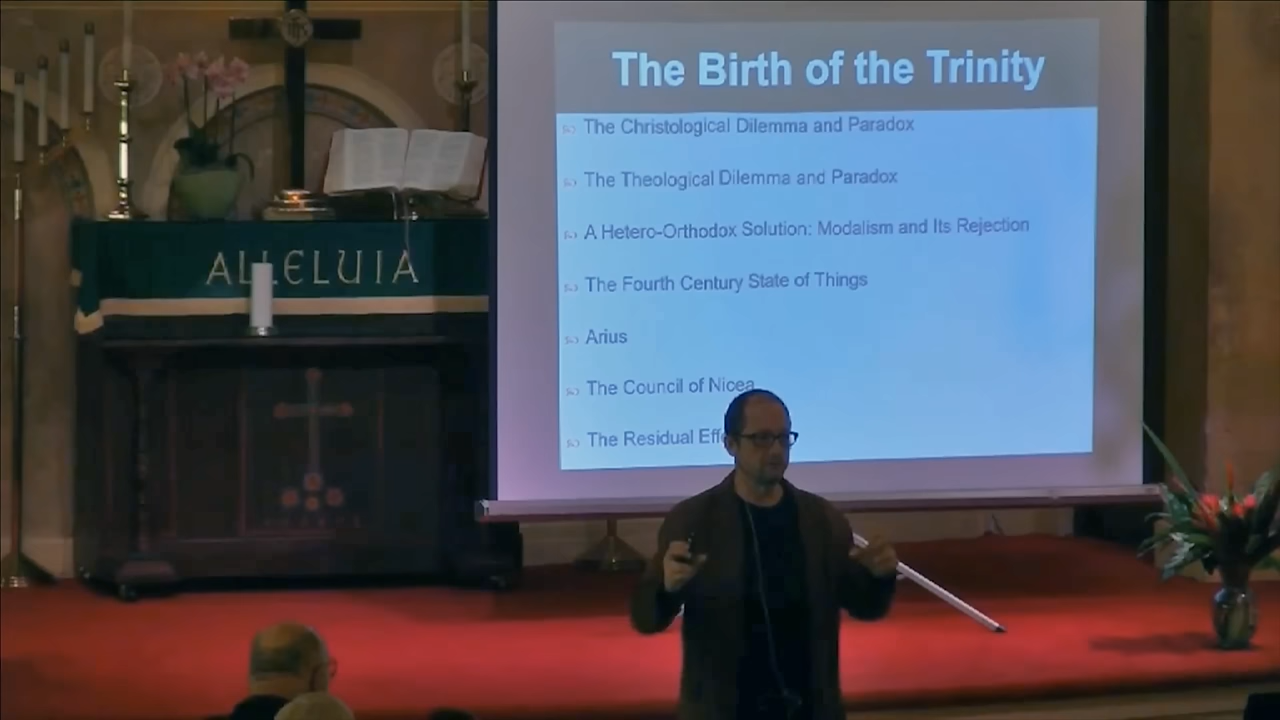 The Birth of the Trinity
The Christological Dilemma and Paradox
The Theological Dilemma and Paradox
A Hetero-Orthodox Solution: Modalism and Its Rejection
The Fourth Century State of Things
Arius
The Council of Nicea
The Residual
ALLELUIA